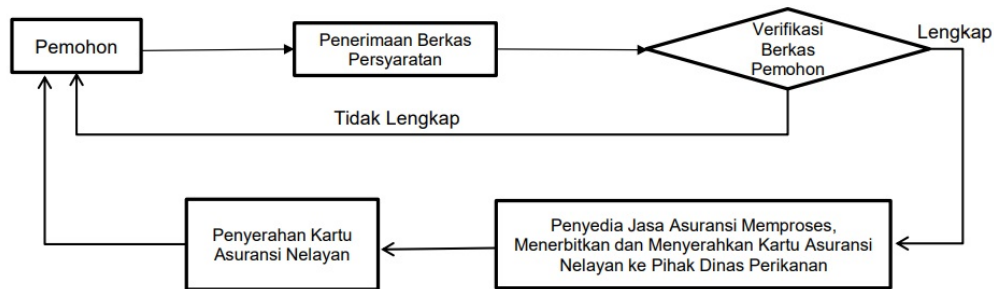 Pemohon
Penerimaan Berkas
Persyaratan
Verifikasi
Berkas
Pemohon
Lengkap
Tidak Lengkap
Penyerahan Kartu
Asuransi Nelayan
Penyedia Jasa Asuransi Memproses,
Menerbitkan dan Menyerahkan Kartu Asuransi
Nelayan ke Pihak Dinas Perikanan